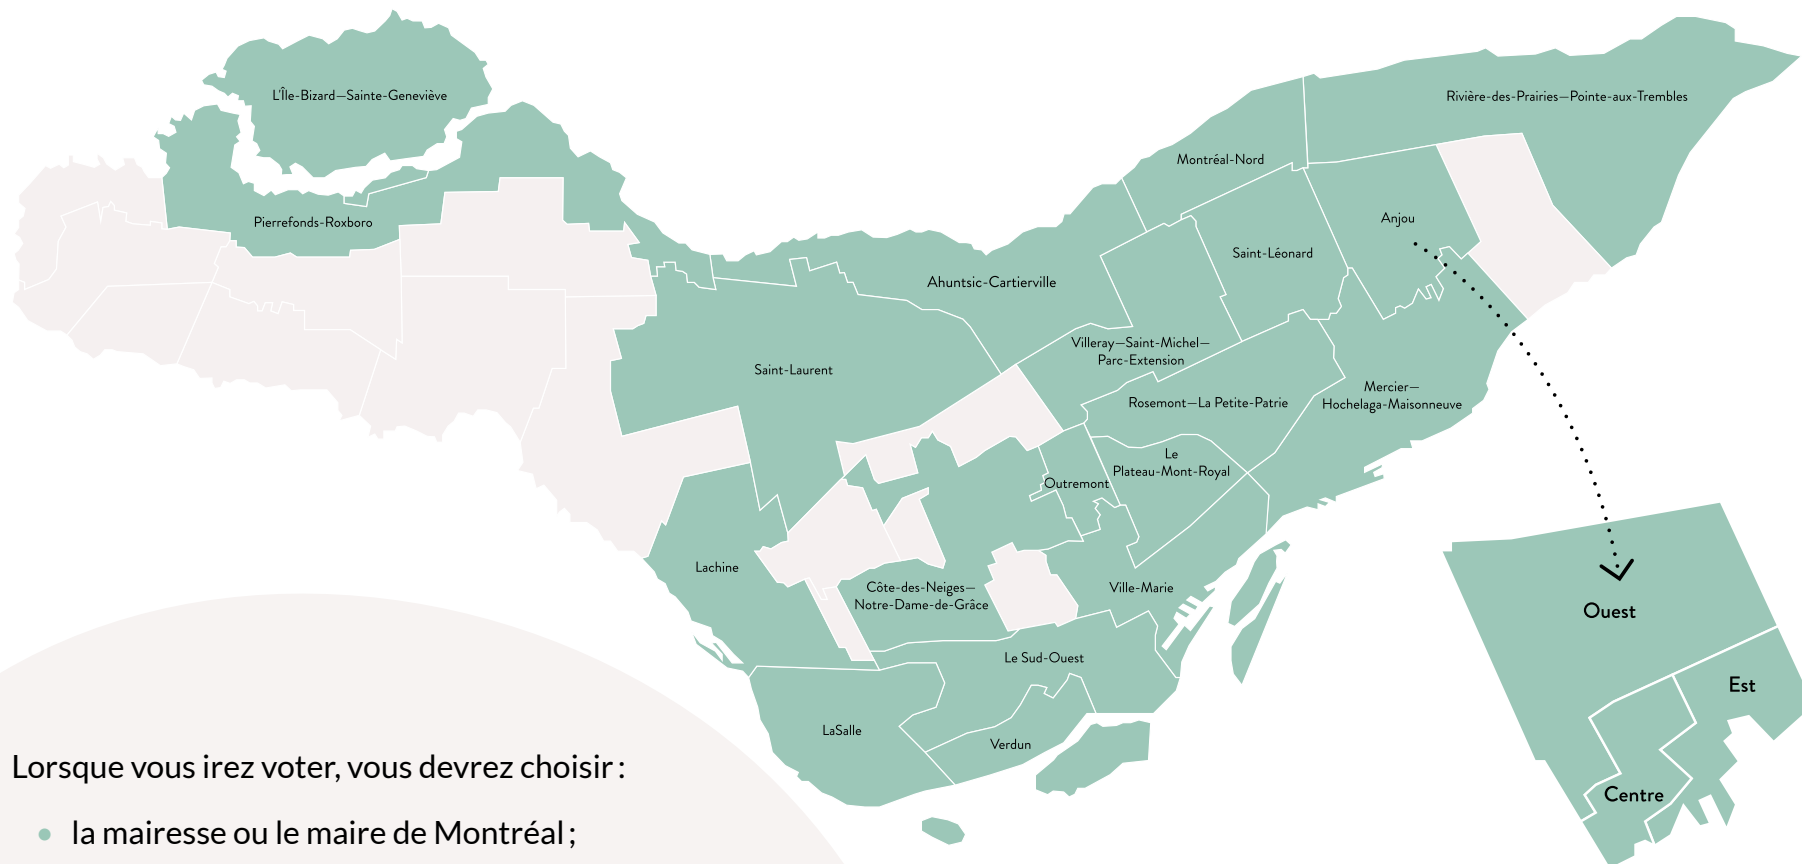 L'Île-Bizard—Sainte-Geneviève
Rivière-des-Prairies—Pointe-aux-Trembles
Montréal-Nord
Pierrefonds-Roxboro
Anjou
Saint-Léonard
Ahuntsic-Cartierville
Villeray—Saint-Michel—
Parc-Extension
Saint-Laurent
Mercier—
Hochelaga-Maisonneuve
Rosemont—La Petite-Patrie
Le
Plateau-Mont-Royal
Outremont
Lachine
Côte-des-Neiges—
Notre-Dame-de-Grâce
Ville-Marie
Ouest
Le Sud-Ouest
Est
LaSalle
Verdun
Centre
Lorsque vous irez voter, vous devrez choisir :
• la mairesse ou le maire de Montréal ;